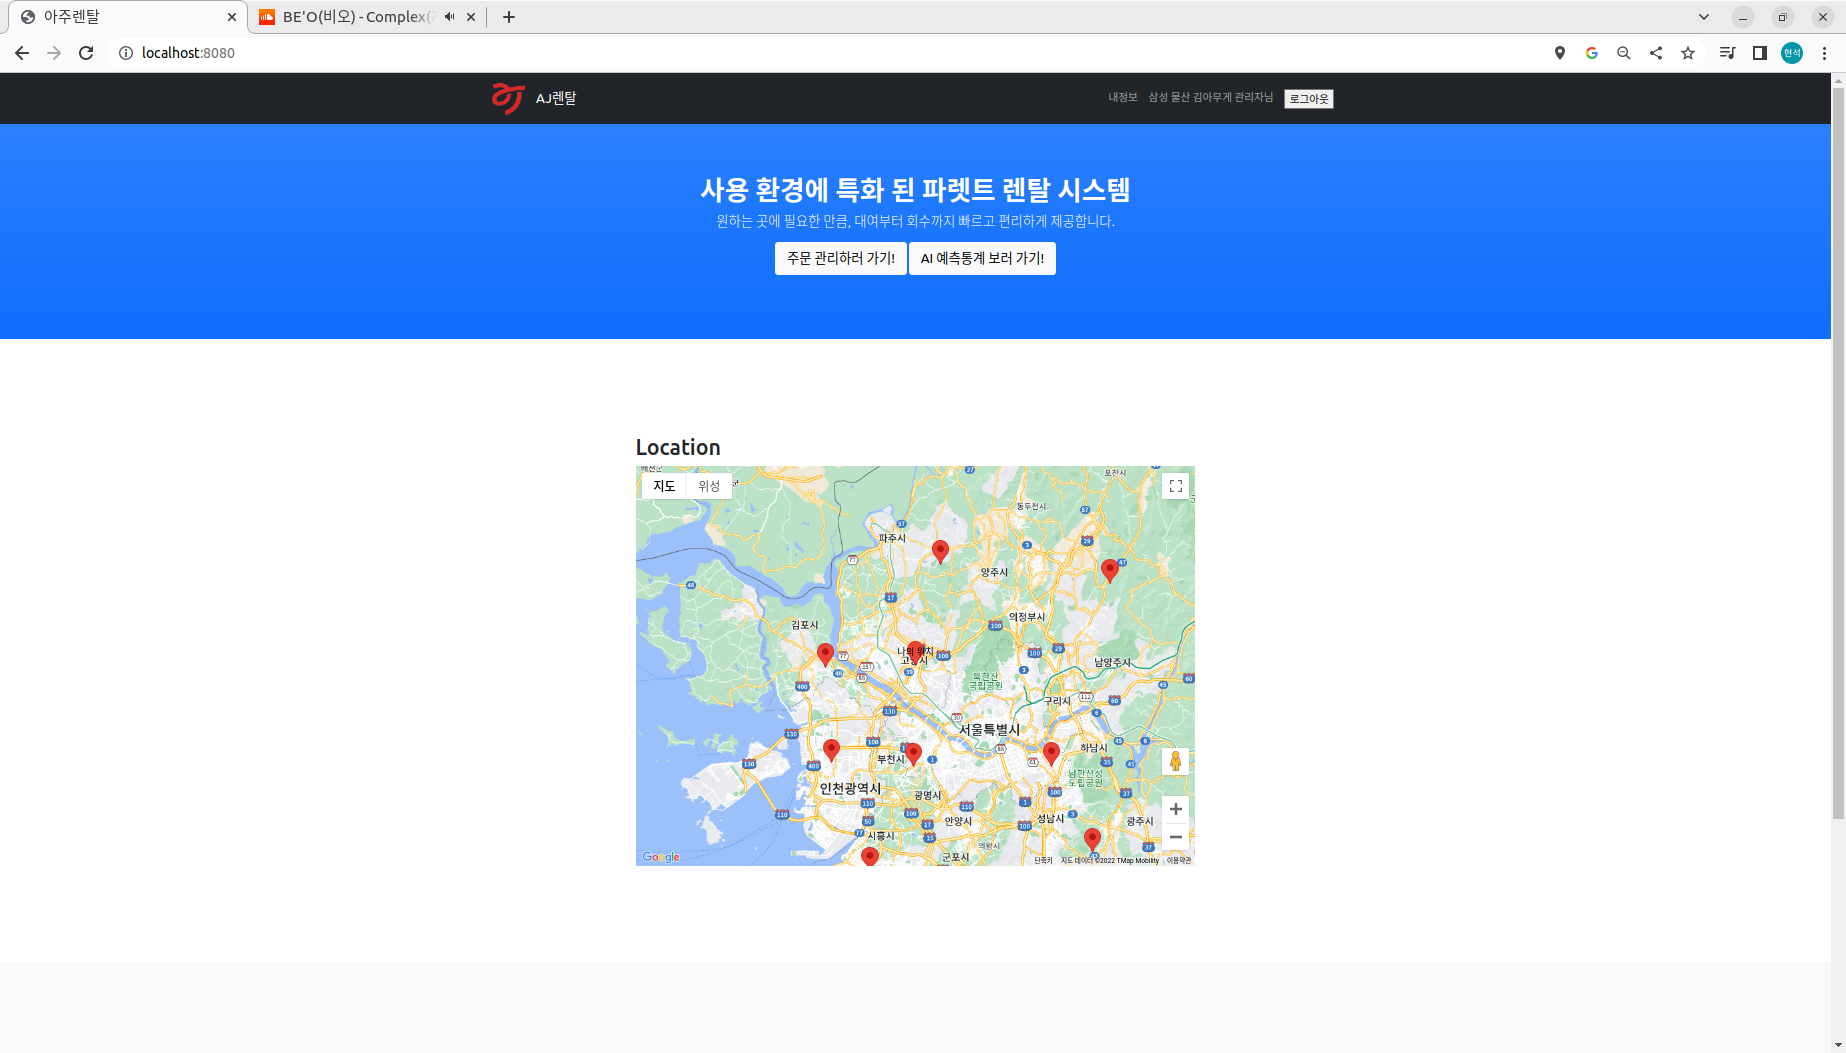 아주렌탈
BE'O(비오) - Complex(
localhost:8080
현석
AJ렌탈
내정보 삼성 물산 김아무게 관리자님 로그아웃
사용 환경에 특화 된 파렛트 렌탈 시스템
원하는 곳에 필요한 만큼, 대여부터 회수까지 빠르고 편리하게 제공합니다.
주문 관리하러 가기! AI 예측통계 보러 가기!
Location
지도 위성
포천시
동두천시
파주시
양주시
의정부시
김포시
나의 위치
고양시
남양주시
북한산
국립공원
구리시
서울특별시
하남시
부천시
남한산성
도립공원
인천광역시
광명시
안양시
성남시
광주시
시흥시
의왕시
군포시
Google
단축키 지도 데이터 ©2022 TMap Mobility 이용약관